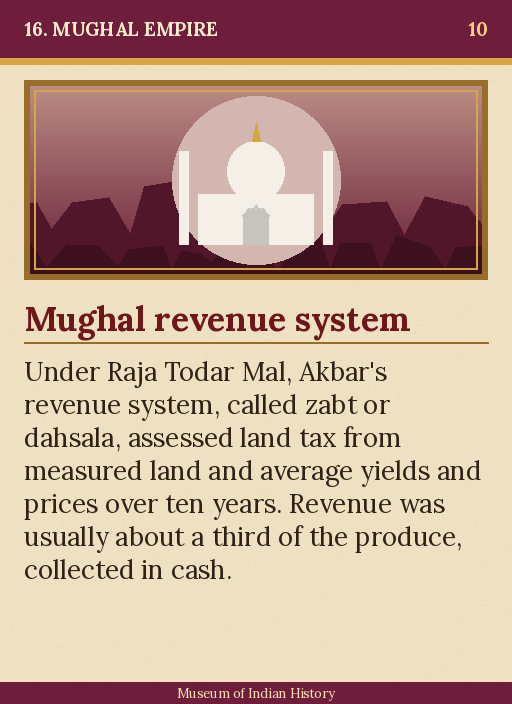 16. MUGHAL EMPIRE
10
Mughal revenue system
Under Raja Todar Mal, Akbar's
revenue system, called zabt or
dahsala, assessed land tax from
measured land and average yields and
prices over ten years. Revenue was
usually about a third of the produce,
collected in cash.
Museum of Indian History